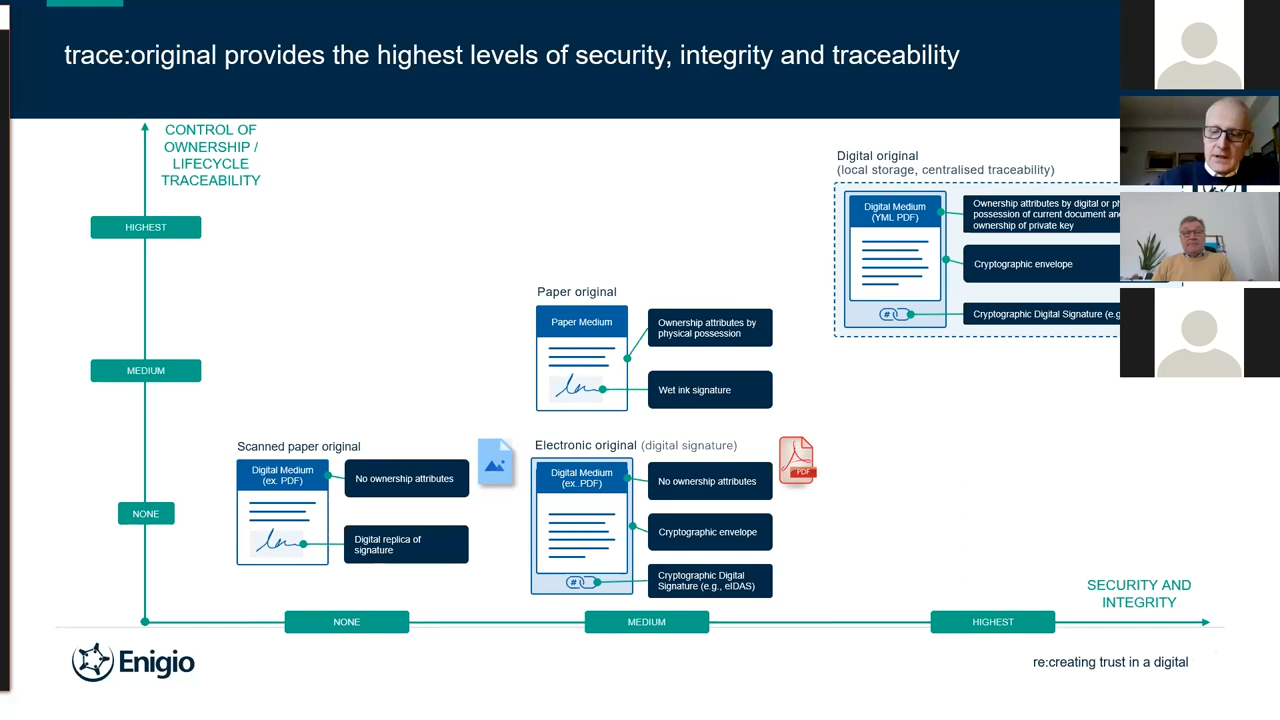 trace:original provides the highest levels of security, integrity and traceability
CONTROL OF
OWNERSHIP /
LIFECYCLE
TRACEABILITY
HIGHEST
MEDIUM
NONE
Digital original
(local storage, centralised traceability)
Digital Medium
(YML PDF)
Ownership attributes by digital or
possession of current document
ownership of private key
Cryptographic envelope
Cryptographic Digital Signature
#
Paper original
Paper Medium
Ownership attributes by
physical possession
Wet ink signature
Scanned paper original
Digital Medium
(ex. PDF)
No ownership attributes
Digital replica of
signature
Electronic original (digital signature)
Digital Medium
(ex..PDF)
No ownership attributes
Cryptographic envelope
Cryptographic Digital
Signature (e.g., eIDAS)
#
PDF
SECURITY AND
INTEGRITY
NONE
MEDIUM
HIGHEST
Enigio
re:creating trust in a digital